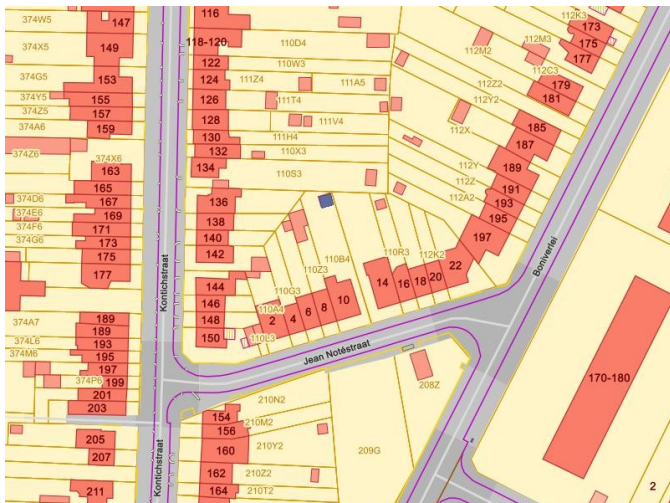 374W5
147
116
112K3
173
374X5
149
118-120
110D4
112M2
112M3
175
122
110W3
177
374G5
153
124
111Z4
111A5
112C3
179
374Y5
155
126
111T4
112Z2
181
374Z5
157
112Y2
374A6
159
128
111V4
112X
185
130
111H4
187
374Z6
374X6
132
110X3
112Y
189
163
134
110S3
112Z
191
165
112A2
193
374D6
167
136
195
374E6
169
138
197
374F6
171
140
374G6
173
142
110Z3
110B4
110R3
112K2
175
177
144
110G3
14
16
18
20
22
Kontichstraat
Boniverlei
146
110A4
2
4
6
8
10
374A7
189
148
374L6
189
150
110L3
193
374M6
195
Jean Notéstraat
197
374P6
199
208Z
170-180
201
210N2
203
154
210M2
156
205
160
210Y2
209G
207
Kontichstraat
162
210Z2
211
164
210T2
2